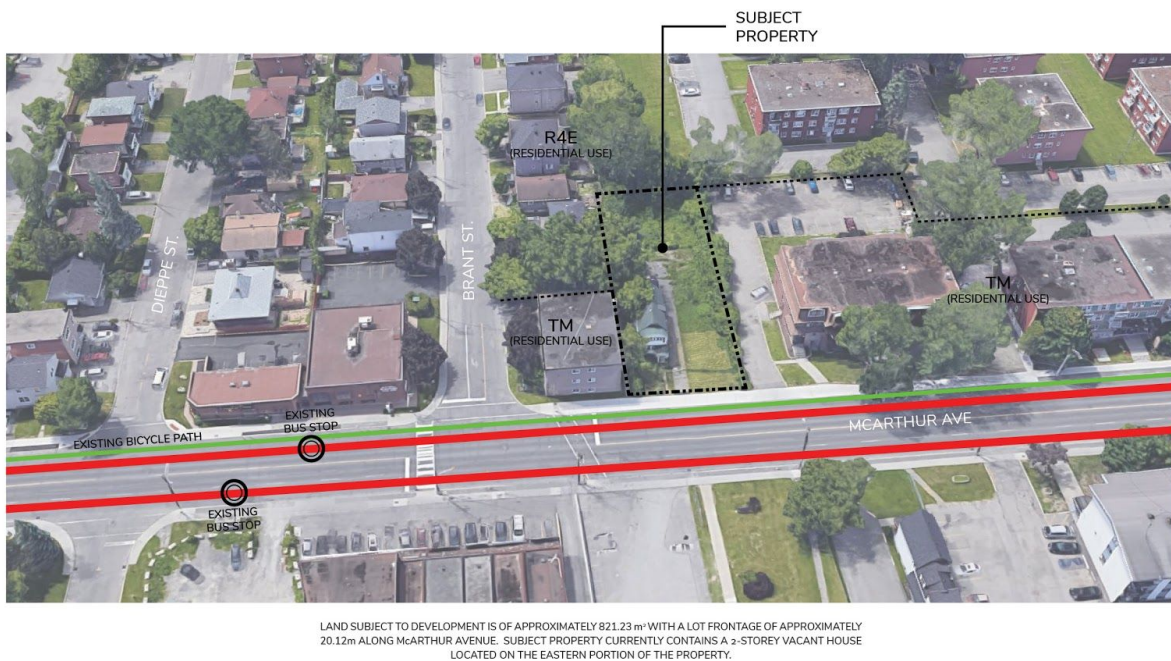 SUBJECT
PROPERTY
R4E
(RESIDENTIAL USE)
DIEPPE ST.
BRANT ST.
TM
(RESIDENTIAL USE)
TM
(RESIDENTIAL USE)
EXISTING
BUS STOP
EXISTING BICYCLE PATH
MCARTHUR AVE
EXISTING
BUS STOP
LAND SUBJECT TO DEVELOPMENT IS OF APPROXIMATELY 821.23 m² WITH A LOT FRONTAGE OF APPROXIMATELY
20.12m ALONG McARTHUR AVENUE. SUBJECT PROPERTY CURRENTLY CONTAINS A 2-STOREY VACANT HOUSE
LOCATED ON THE EASTERN PORTION OF THE PROPERTY.